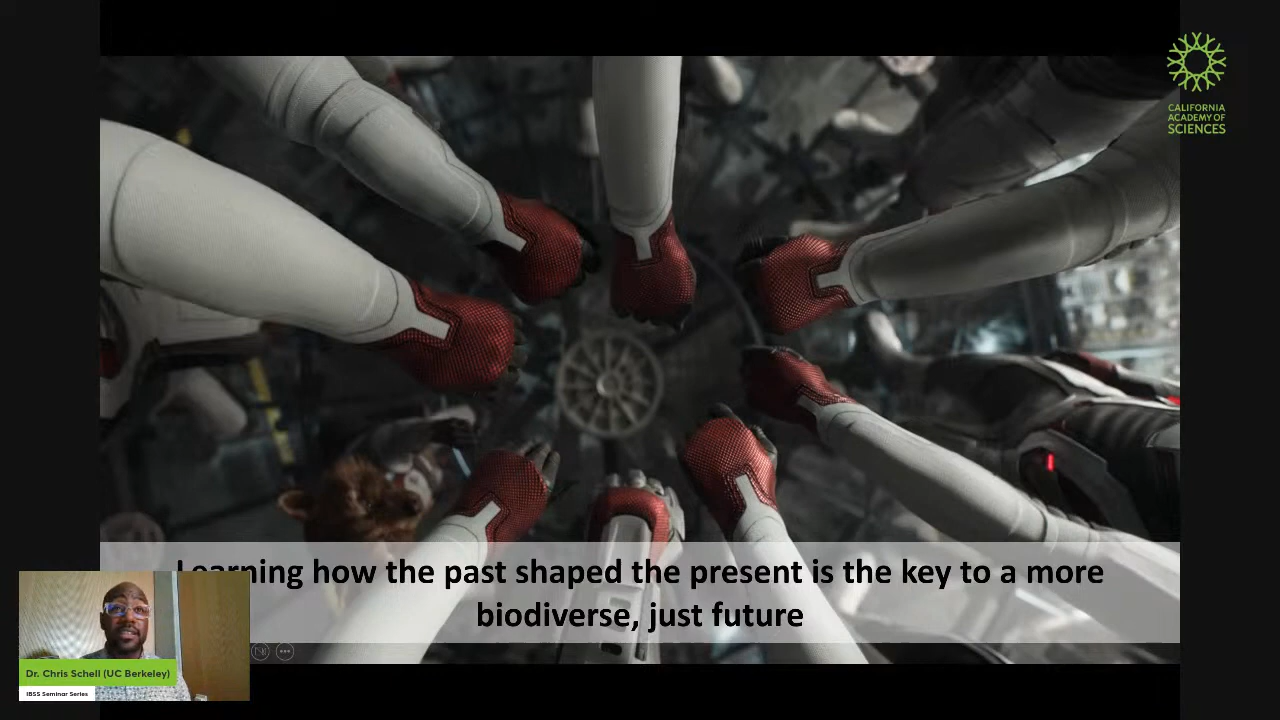 CALIFORNIA
ACADEMY OF
SCIENCES
Learning how the past shaped the present is the key to a more
biodiverse, just future
Dr. Chris Schell (UC Berkeley)
IBSS Seminar Series